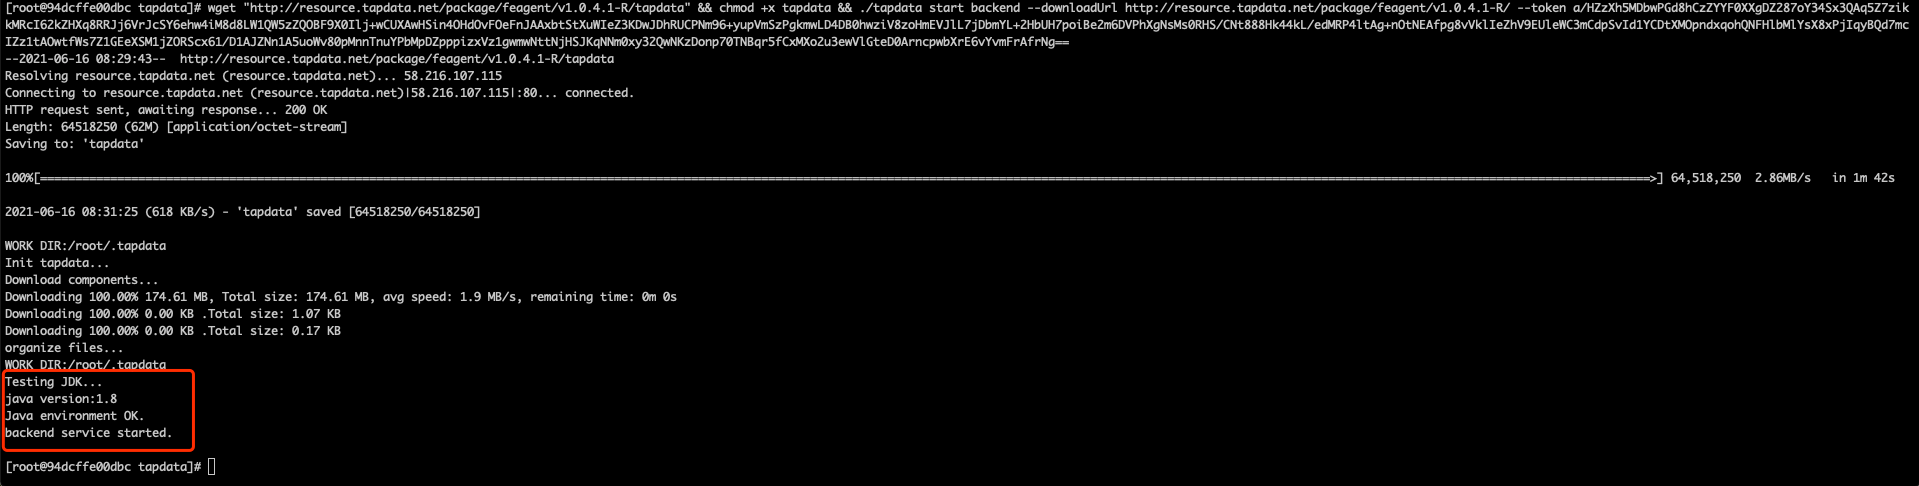 [root@94dcffe00dbc tapdata]# wget "http://resource.tapdata.net/package/feagent/v1.0.4.1-R/tapdata" && chmod +x tapdata && ./tapdata start backend --downloadUrl http://resource.tapdata.net/package/feagent/v1.0.4.1-R/ --token a/HZzXh5MDbwPGd8hCzZYYF0XXgDZ287oY34Sx3QAq5Z7zik
kMRcI62kZHXq8RRJj6VrJcSY6ehw4iM8d8LW1QW5zZQOBF9X0Ilj+wCUXAwHSin4OHdOvFOeFnJAAxbtStXuWIeZ3KDwJDhRUCPNm96+yupVmSzPgkmwLD4DB0hwziV8zoHmEVJlL7jDbmYL+2HbUH7poiBe2m6DVPhXgNsMs0RHS/CNt888Hk44kL/edMRP4ltAg+nOtNEAfpg8vVklIeZhV9EUleWC3mCdpSvId1YCDtXMOpndxqohQNFHlbMlYsX8xPjIqyBQd7mc
IZz1tAOwtfWs7Z1GEeXSM1jZORScx61/D1AJZNn1A5uoWv80pMnnTnuYPbMpDZpppizxVz1gwmwNttNjHSJKqNNm0xy32QwNKzDonp70TNBqr5fCxMXo2u3ewVlGteD0ArncpwbXrE6vYvmFrAfrNg==
--2021-06-16 08:29:43--  http://resource.tapdata.net/package/feagent/v1.0.4.1-R/tapdata
Resolving resource.tapdata.net (resource.tapdata.net)... 58.216.107.115
Connecting to resource.tapdata.net (resource.tapdata.net)|58.216.107.115|:80... connected.
HTTP request sent, awaiting response... 200 OK
Length: 64518250 (62M) [application/octet-stream]
Saving to: 'tapdata'
100%[======================================================================>] 64,518,250  2.86MB/s   in 1m 42s
2021-06-16 08:31:25 (618 KB/s) - 'tapdata' saved [64518250/64518250]
WORK DIR:/root/.tapdata
Init tapdata...
Download components...
Downloading 100.00% 174.61 MB, Total size: 174.61 MB, avg speed: 1.9 MB/s, remaining time: 0m 0s
Downloading 100.00% 0.00 KB .Total size: 1.07 KB
Downloading 100.00% 0.00 KB .Total size: 0.17 KB
organize files...
WORK DIR:/root/.tapdata
Testing JDK...
java version:1.8
Java environment OK.
backend service started.
[root@94dcffe00dbc tapdata]#